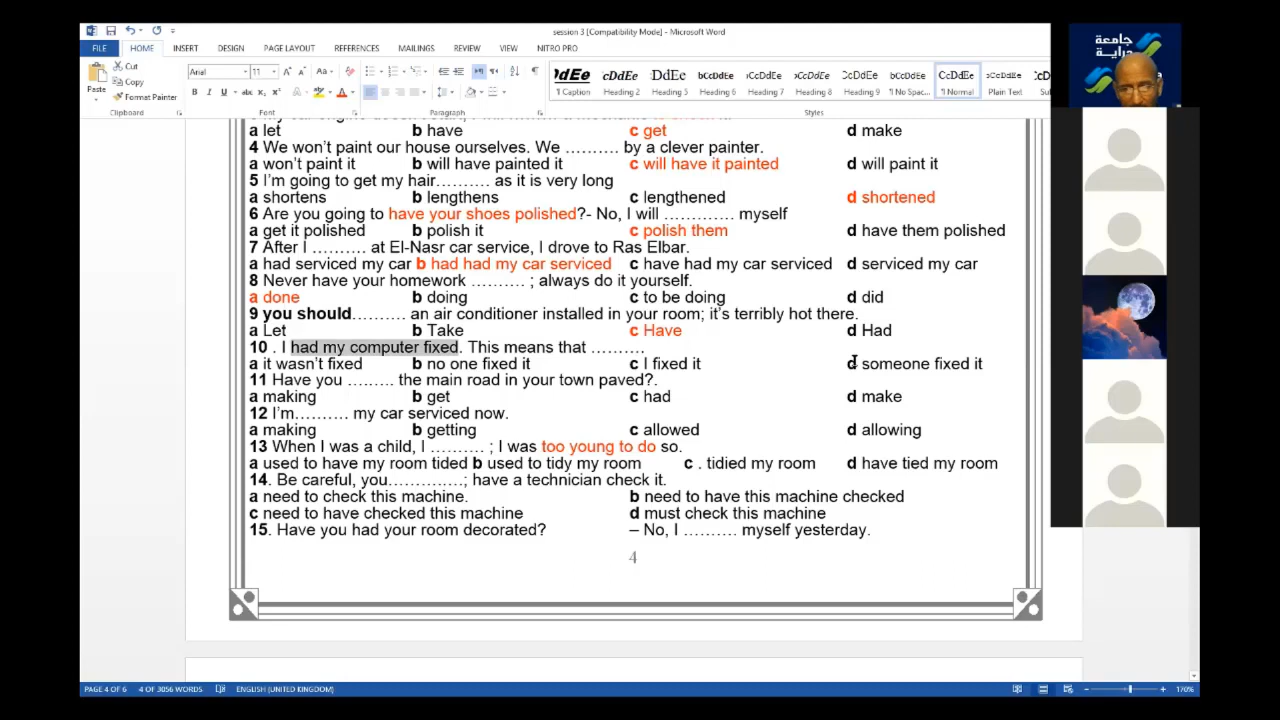 session 3 [Compatibility Mode] - Microsoft Word
FILE HOME INSERT DESIGN PAGE LAYOUT REFERENCES MAILINGS REVIEW VIEW NITRO PRO
Paste
Cut
Copy
Format Painter
Arial 11
Caption Heading 2 Heading 5 Heading 6 Heading 7 Heading 8 Heading 9 ¶ No Spac... ¶ Normal Plain Text
Clipboard Font Paragraph Styles
جامعة
دراية
a let b have c get d make
4 We won’t paint our house ourselves. We ……… by a clever painter.
a won’t paint it b will have painted it c will have it painted d will paint it
5 I’m going to get my hair……… as it is very long
a shortens b lengthens c lengthened d shortened
6 Are you going to have your shoes polished?- No, I will …………. myself
a get it polished b polish it c polish them d have them polished
7 After I ……… at El-Nasr car service, I drove to Ras Elbar.
a had serviced my car b had had my car serviced c have had my car serviced d serviced my car
8 Never have your homework ……… ; always do it yourself.
a done b doing c to be doing d did
9 you should……… an air conditioner installed in your room; it’s terribly hot there.
a Let b Take c Have d Had
10 . I had my computer fixed. This means that ………
a it wasn’t fixed b no one fixed it c I fixed it d someone fixed it
11 Have you …….. the main road in your town paved?.
a making b get c had d make
12 I’m……… my car serviced now.
a making b getting c allowed d allowing
13 When I was a child, I ……… ; I was too young to do so.
a used to have my room tided b used to tidy my room c . tidied my room d have tied my room
14. Be careful, you…………..; have a technician check it.
a need to check this machine. b need to have this machine checked
c need to have checked this machine d must check this machine
15. Have you had your room decorated? – No, I ……… myself yesterday.
4
PAGE 4 OF 6 4 OF 3056 WORDS ENGLISH (UNITED KINGDOM) 170%